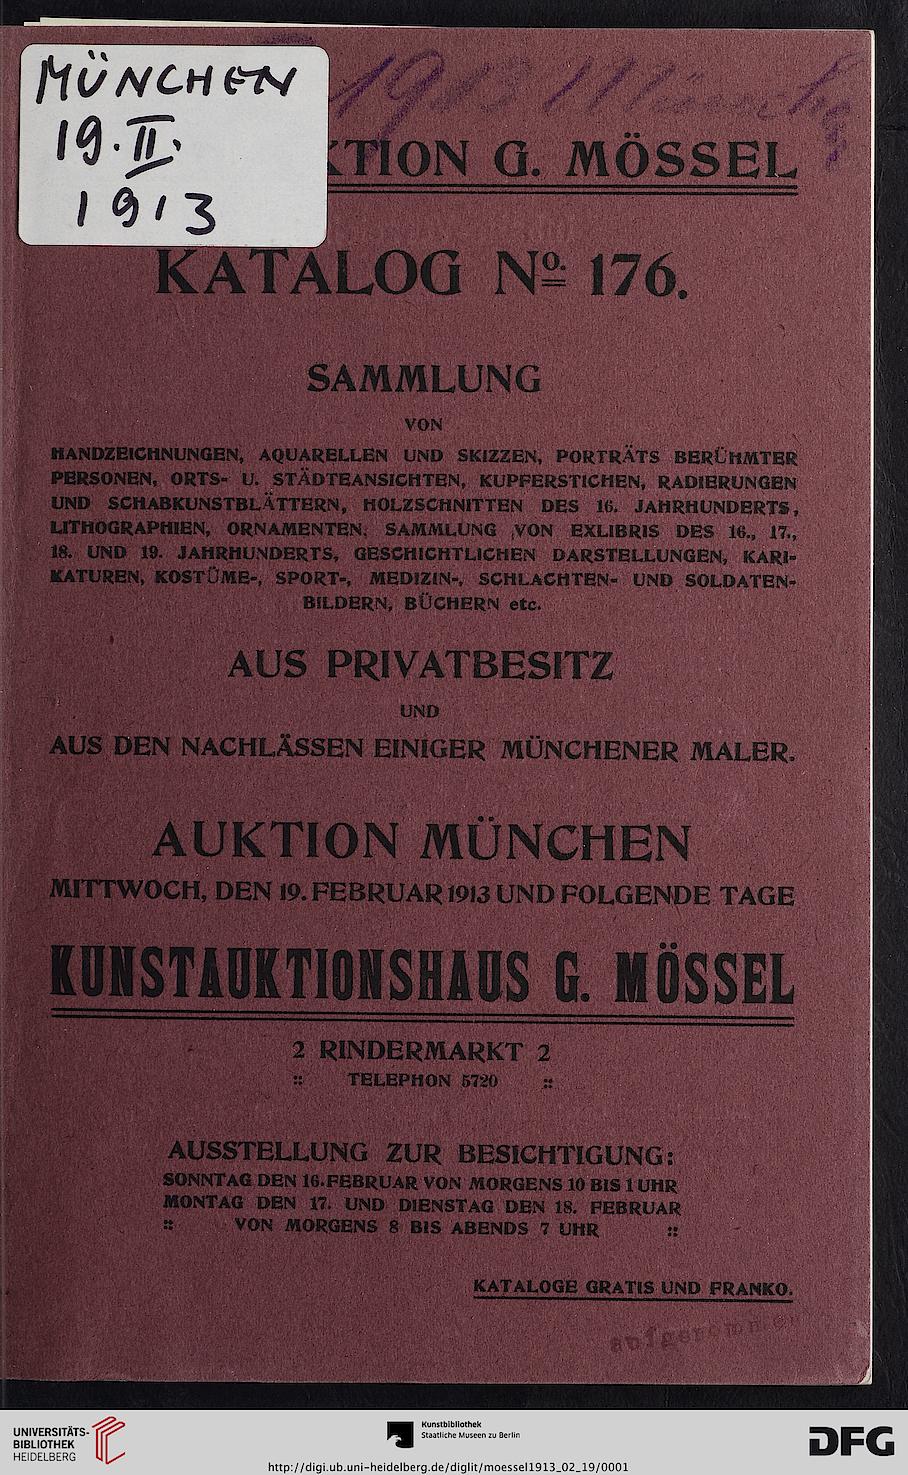 MÜNCHEN
19.II.
1913
KTION G. MÖSSEL
KATALOG No. 176.
SAMMLUNG
VON
HANDZEICHNUNGEN, AQUARELLEN UND SKIZZEN, PORTRÄTS BERÜHMTER
PERSONEN, ORTS- U. STÄDTEANSICHTEN, KUPFERSTICHEN, RADIERUNGEN
UND SCHABKUNSTBLÄTTERN, HOLZSCHNITTEN DES 16. JAHRHUNDERTS,
LITHOGRAPHIEN, ORNAMENTEN, SAMMLUNG VON EXLIBRIS DES 16., 17.,
18. UND 19. JAHRHUNDERTS, GESCHICHTLICHEN DARSTELLUNGEN, KARI-
KATUREN, KOSTÜME-, SPORT-, MEDIZIN-, SCHLACHTEN- UND SOLDATEN-
BILDERN, BÜCHERN etc.
AUS PRIVATBESITZ
UND
AUS DEN NACHLÄSSEN EINIGER MÜNCHENER MALER.
AUKTION MÜNCHEN
MITTWOCH, DEN 19. FEBRUAR 1913 UND FOLGENDE TAGE
KUNSTAUKTIONSHAUS G. MÖSSEL
2 RINDERMARKT 2
:: TELEPHON 5720 ::
AUSSTELLUNG ZUR BESICHTIGUNG:
SONNTAG DEN 16. FEBRUAR VON MORGENS 10 BIS 1 UHR
MONTAG DEN 17. UND DIENSTAG DEN 18. FEBRUAR
:: VON MORGENS 8 BIS ABENDS 7 UHR ::
KATALOGE GRATIS UND FRANKO.
aufgenommen
UNIVERSITÄTS-
BIBLIOTHEK
HEIDELBERG
Kunstbibliothek
Staatliche Museen zu Berlin
DFG
http://digi.ub.uni-heidelberg.de/diglit/moessel1913_02_19/0001